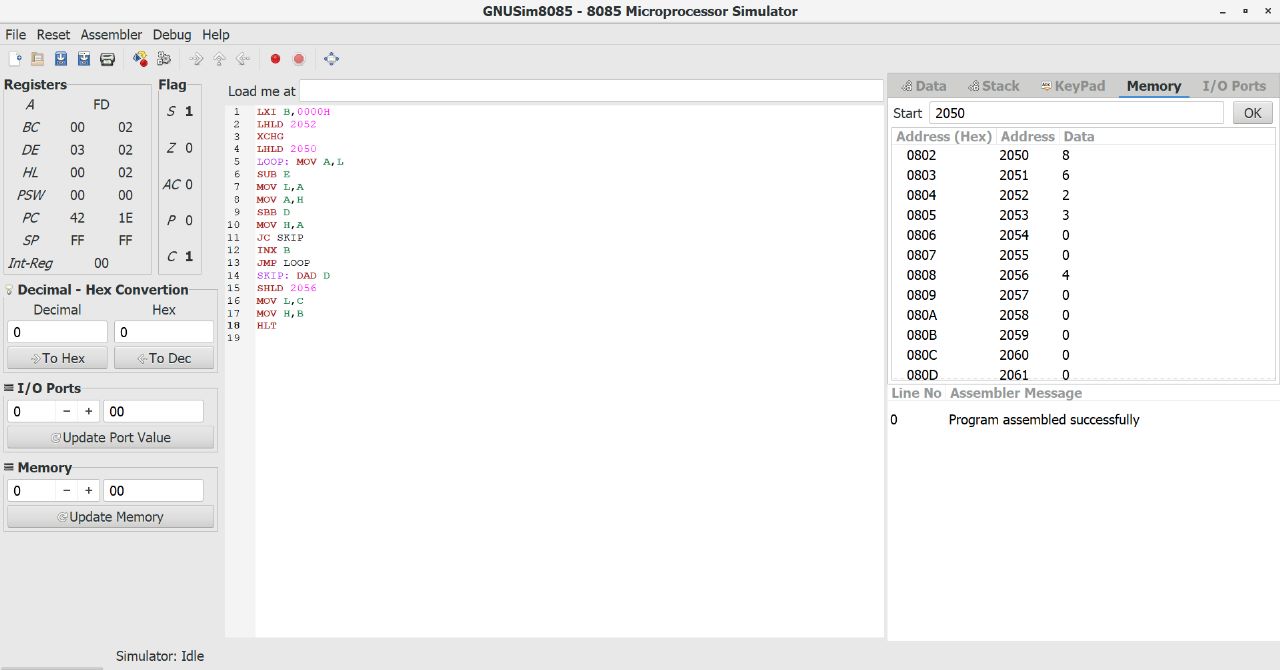 GNUSim8085 - 8085 Microprocessor Simulator
File Reset Assembler Debug Help
Registers
A FD
BC 00 02
DE 03 02
HL 00 02
PSW 00 00
PC 42 1E
SP FF FF
Int-Reg 00
Flag
S 1
Z 0
AC 0
P 0
C 1
Decimal - Hex Convertion
Decimal Hex
0 0
To Hex To Dec
I/O Ports
0 − + 00
Update Port Value
Memory
0 − + 00
Update Memory
Load me at
1 LXI B,0000H
2 LHLD 2052
3 XCHG
4 LHLD 2050
5 LOOP: MOV A,L
6 SUB E
7 MOV L,A
8 MOV A,H
9 SBB D
10 MOV H,A
11 JC SKIP
12 INX B
13 JMP LOOP
14 SKIP: DAD D
15 SHLD 2056
16 MOV L,C
17 MOV H,B
18 HLT
19
Data Stack KeyPad Memory I/O Ports
Start 2050 OK
Address (Hex) Address Data
0802 2050 8
0803 2051 6
0804 2052 2
0805 2053 3
0806 2054 0
0807 2055 0
0808 2056 4
0809 2057 0
080A 2058 0
080B 2059 0
080C 2060 0
080D 2061 0
Line No Assembler Message
0 Program assembled successfully
Simulator: Idle